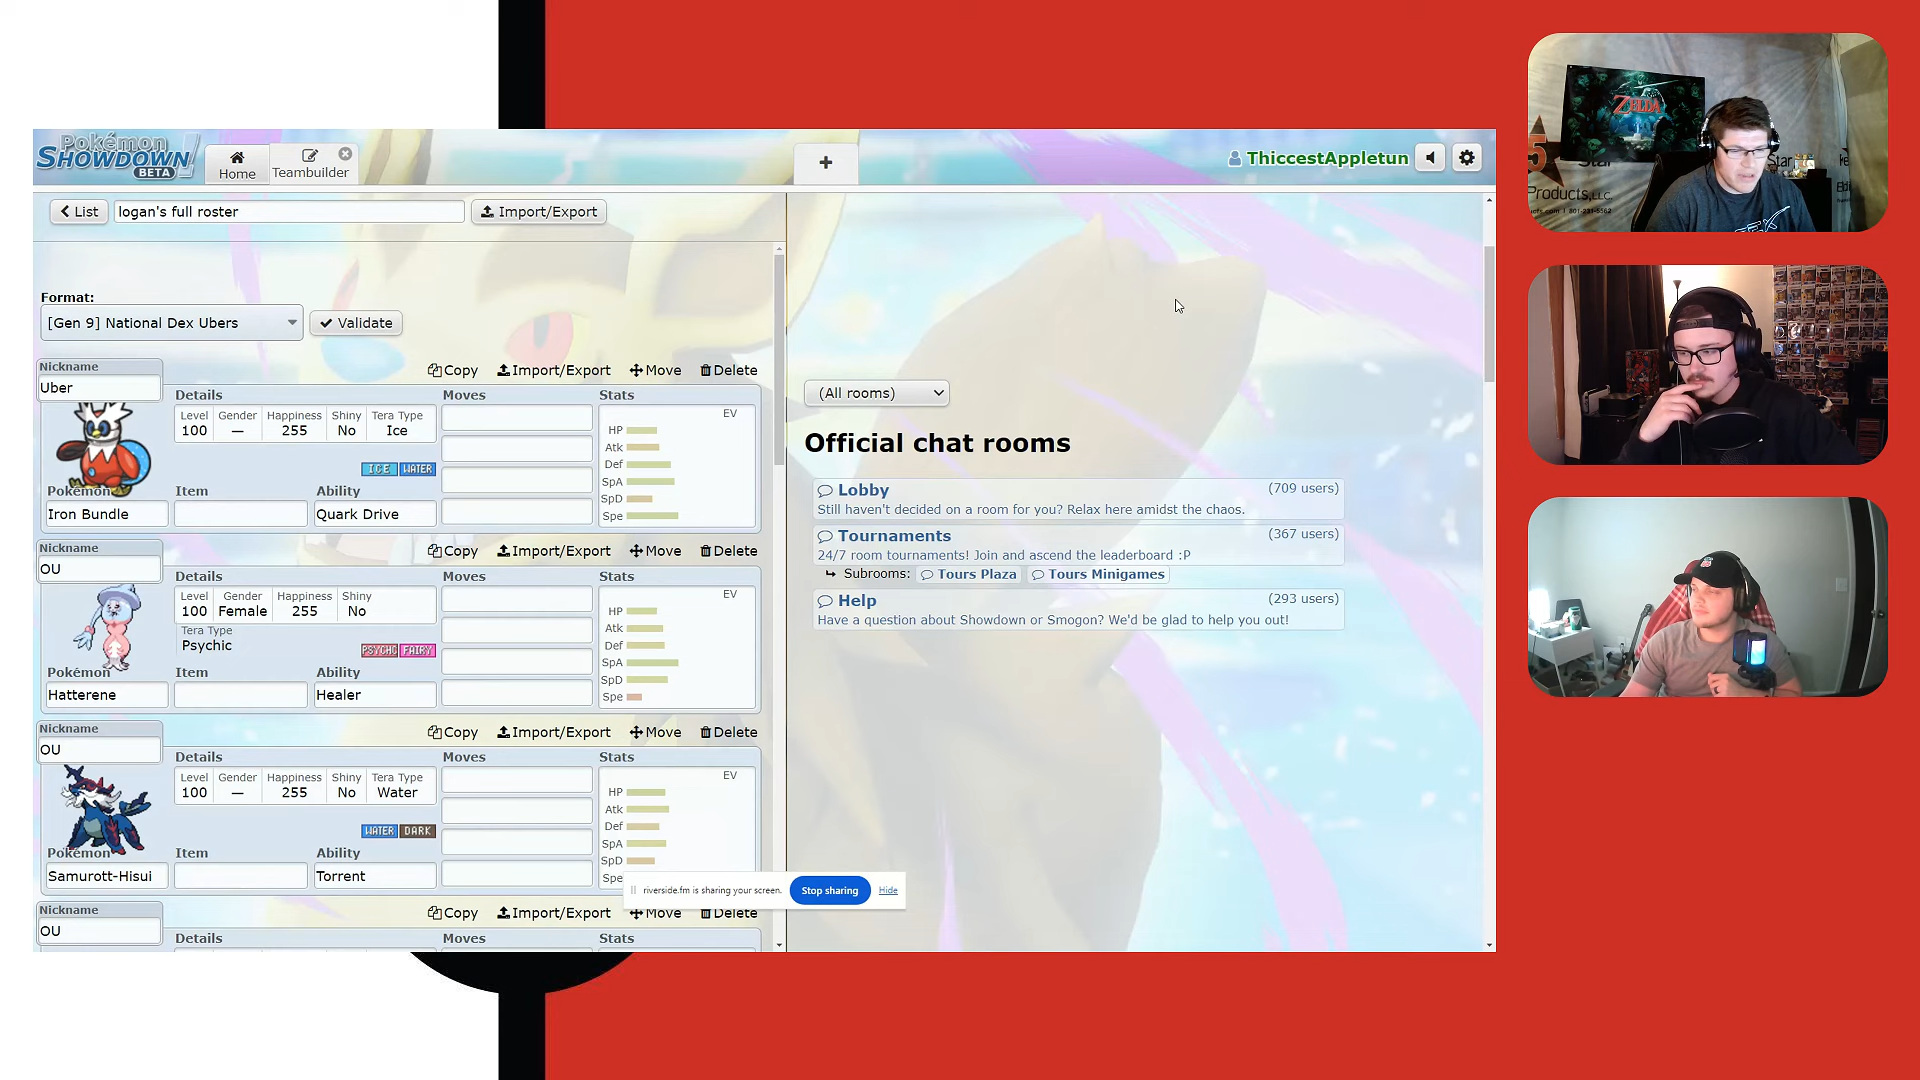 Pokémon
SHOWDOWN!
BETA
Home
Teambuilder
+
ThiccestAppletun
List
logan's full roster
Import/Export
Format:
[Gen 9] National Dex Ubers
Validate
Nickname
Uber
Copy
Import/Export
Move
Delete
Details
Moves
Stats
Level
Gender
Happiness
Shiny
Tera Type
EV
100
—
255
No
Ice
HP
Atk
Def
SpA
SpD
Spe
ICE
WATER
Pokémon
Item
Ability
Iron Bundle
Quark Drive
Nickname
OU
Copy
Import/Export
Move
Delete
Details
Moves
Stats
Level
Gender
Happiness
Shiny
EV
100
Female
255
No
Tera Type
Psychic
HP
Atk
Def
SpA
SpD
Spe
PSYCHC
FAIRY
Pokémon
Item
Ability
Hatterene
Healer
Nickname
OU
Copy
Import/Export
Move
Delete
Details
Moves
Stats
Level
Gender
Happiness
Shiny
Tera Type
EV
100
—
255
No
Water
HP
Atk
Def
SpA
SpD
Spe
WATER
DARK
Pokémon
Item
Ability
Samurott-Hisui
Torrent
Nickname
OU
Copy
Import/Export
Move
Delete
Details
Moves
Stats
(All rooms)
Official chat rooms
Lobby
(709 users)
Still haven't decided on a room for you? Relax here amidst the chaos.
Tournaments
(367 users)
24/7 room tournaments! Join and ascend the leaderboard :P
Subrooms:
Tours Plaza
Tours Minigames
Help
(293 users)
Have a question about Showdown or Smogon? We'd be glad to help you out!
riverside.fm is sharing your screen.
Stop sharing
Hide
ZELDA
5
Star
Products, LLC.
801-231-5562
Star